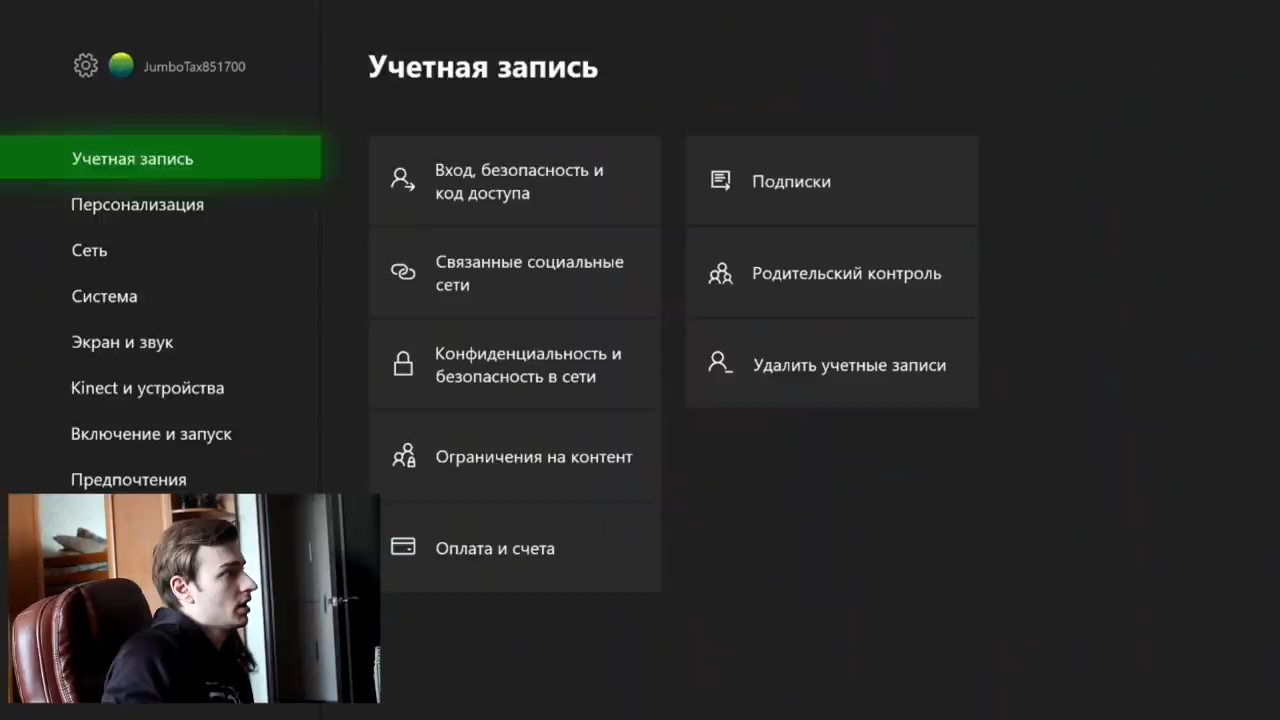 JumboTax851700
Учетная запись
Учетная запись
Персонализация
Сеть
Система
Экран и звук
Kinect и устройства
Включение и запуск
Предпочтения
Вход, безопасность и
код доступа
Связанные социальные
сети
Конфиденциальность и
безопасность в сети
Ограничения на контент
Оплата и счета
Подписки
Родительский контроль
Удалить учетные записи